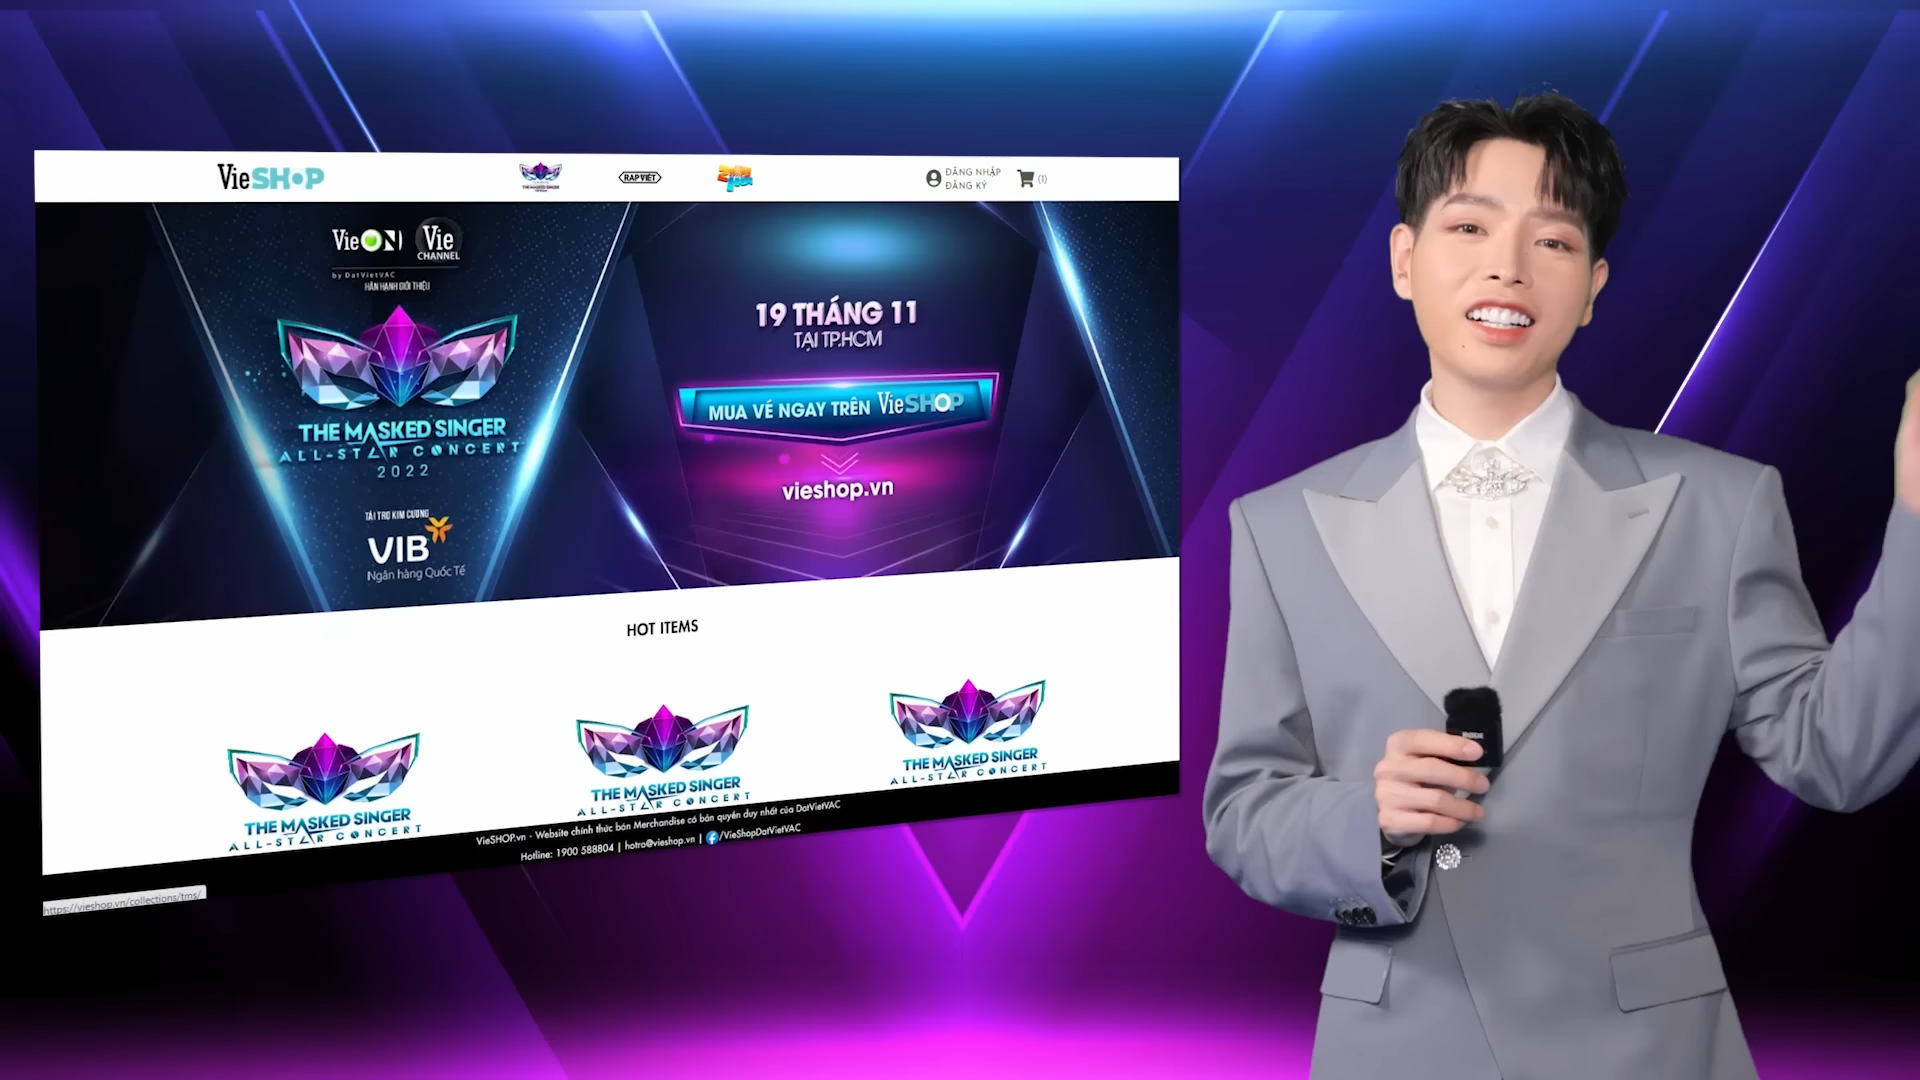 VieSHOP
THE MASKED SINGER
RAP VIỆT
ĐĂNG NHẬP
ĐĂNG KÝ
(1)
VieON
Vie
CHANNEL
by DatVietVAC
HÂN HẠNH GIỚI THIỆU
THE MASKED SINGER
ALL-STAR CONCERT
2022
TÀI TRỢ KIM CƯƠNG
VIB
Ngân hàng Quốc Tế
19 THÁNG 11
TẠI TP.HCM
MUA VÉ NGAY TRÊN VieSHOP
vieshop.vn
HOT ITEMS
THE MASKED SINGER
ALL-STAR CONCERT
THE MASKED SINGER
ALL-STAR CONCERT
THE MASKED SINGER
ALL-STAR CONCERT
VieSHOP.vn - Website chính thức bán Merchandise có bản quyền duy nhất của DatVietVAC
Hotline: 1900 588804 | hotro@vieshop.vn | /VieShopDatVietVAC
https://vieshop.vn/collections/tms/
RODE